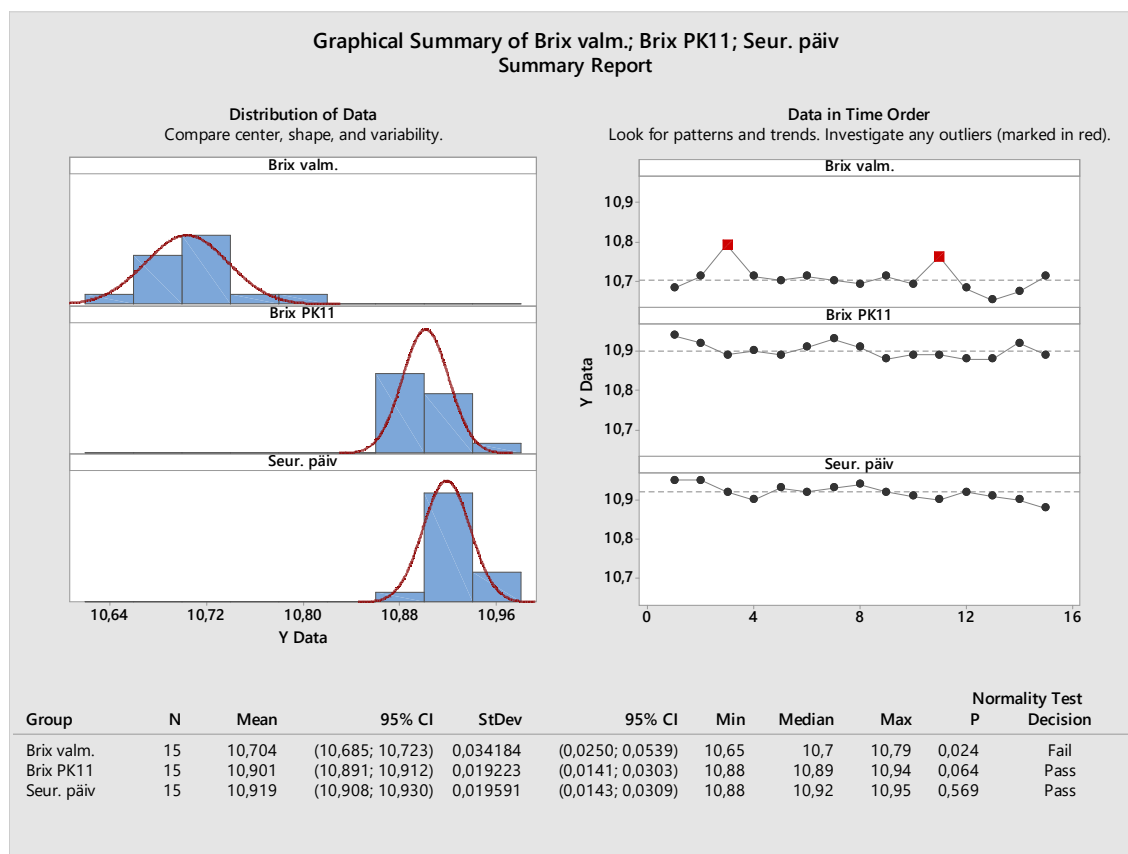 Graphical Summary of Brix valm.; Brix PK11; Seur. päiv
Summary Report
Distribution of Data
Compare center, shape, and variability.
Brix valm.
Brix PK11
Seur. päiv
10,64 10,72 10,80 10,88 10,96
Y Data
Data in Time Order
Look for patterns and trends. Investigate any outliers (marked in red).
Brix valm.
10,9
10,8
10,7
Brix PK11
10,9
10,8
10,7
Y Data
Seur. päiv
10,9
10,8
10,7
0 4 8 12 16
Normality Test
Group N Mean 95% CI StDev 95% CI Min Median Max P Decision
Brix valm. 15 10,704 (10,685; 10,723) 0,034184 (0,0250; 0,0539) 10,65 10,7 10,79 0,024 Fail
Brix PK11 15 10,901 (10,891; 10,912) 0,019223 (0,0141; 0,0303) 10,88 10,89 10,94 0,064 Pass
Seur. päiv 15 10,919 (10,908; 10,930) 0,019591 (0,0143; 0,0309) 10,88 10,92 10,95 0,569 Pass